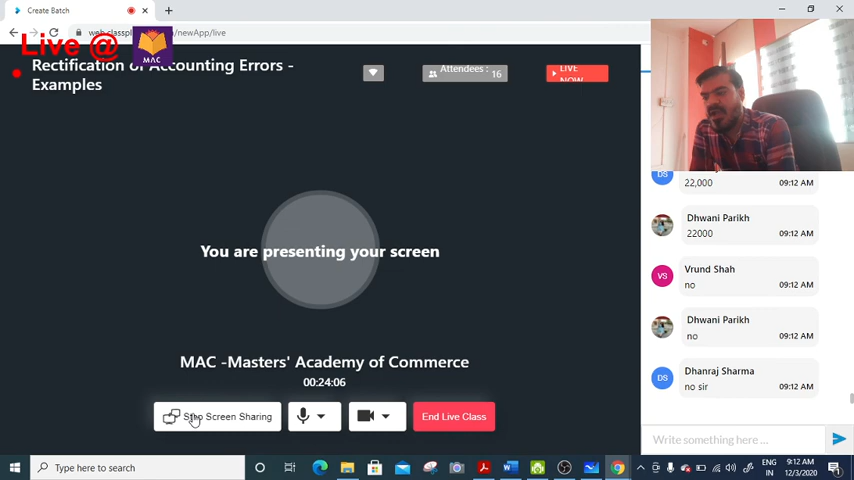 Create Batch
web.classpl
/newApp/live
Live @
MAC
Rectification of Accounting Errors -
Examples
Attendees :
16
LIVE
NOW
You are presenting your screen
MAC -Masters' Academy of Commerce
00:24:06
Stop Screen Sharing
End Live Class
DS
22,000
09:12 AM
Dhwani Parikh
22000
09:12 AM
VS
Vrund Shah
no
09:12 AM
Dhwani Parikh
no
09:12 AM
DS
Dhanraj Sharma
no sir
09:12 AM
Write something here ...
Type here to search
ENG
IN
9:12 AM
12/3/2020
1